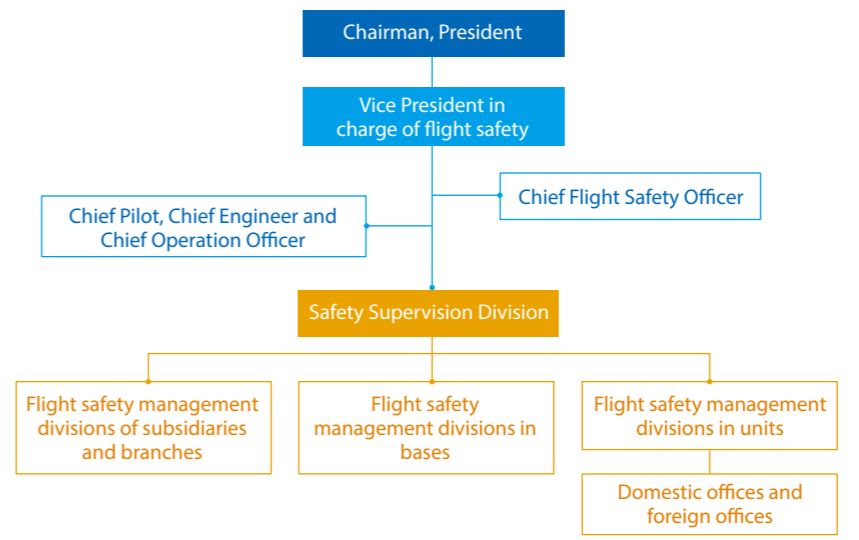 Chairman, President
Vice President in
charge of flight safety
Chief Flight Safety Officer
Chief Pilot, Chief Engineer and
Chief Operation Officer
Safety Supervision Division
Flight safety management
divisions of subsidiaries
and branches
Flight safety
management divisions in
bases
Flight safety management
divisions in units
Domestic offices and
foreign offices